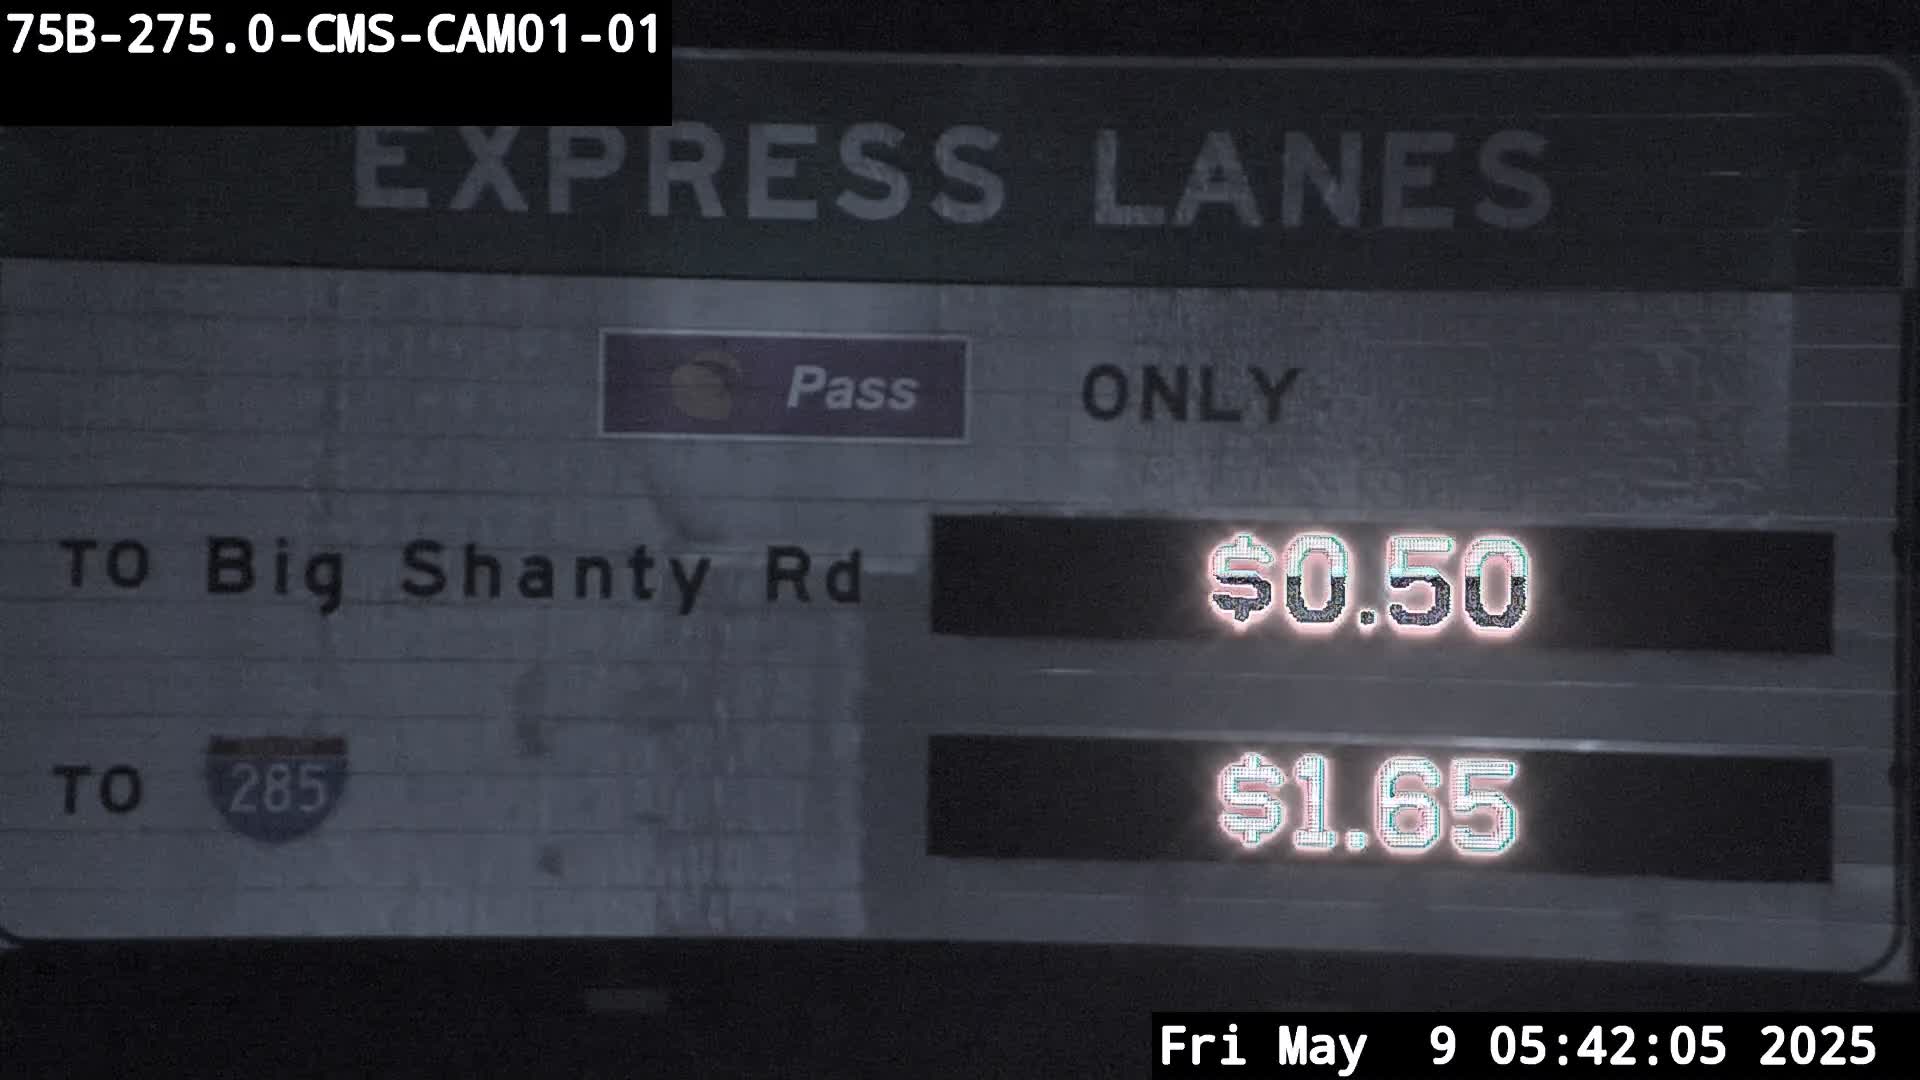 75B-275.0-CMS-CAM01-01
EXPRESS LANES
Pass ONLY
TO Big Shanty Rd $0.50
TO 285 $1.65
Fri May 9 05:42:05 2025